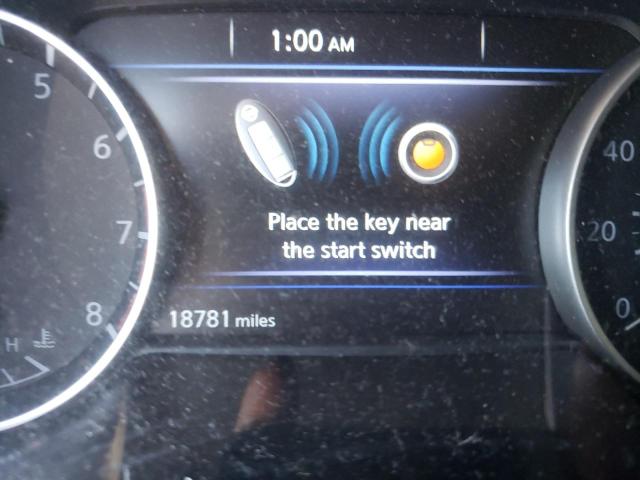 1:00 AM
5
6
7
8
H
Place the key near
the start switch
18781 miles
40
20
0